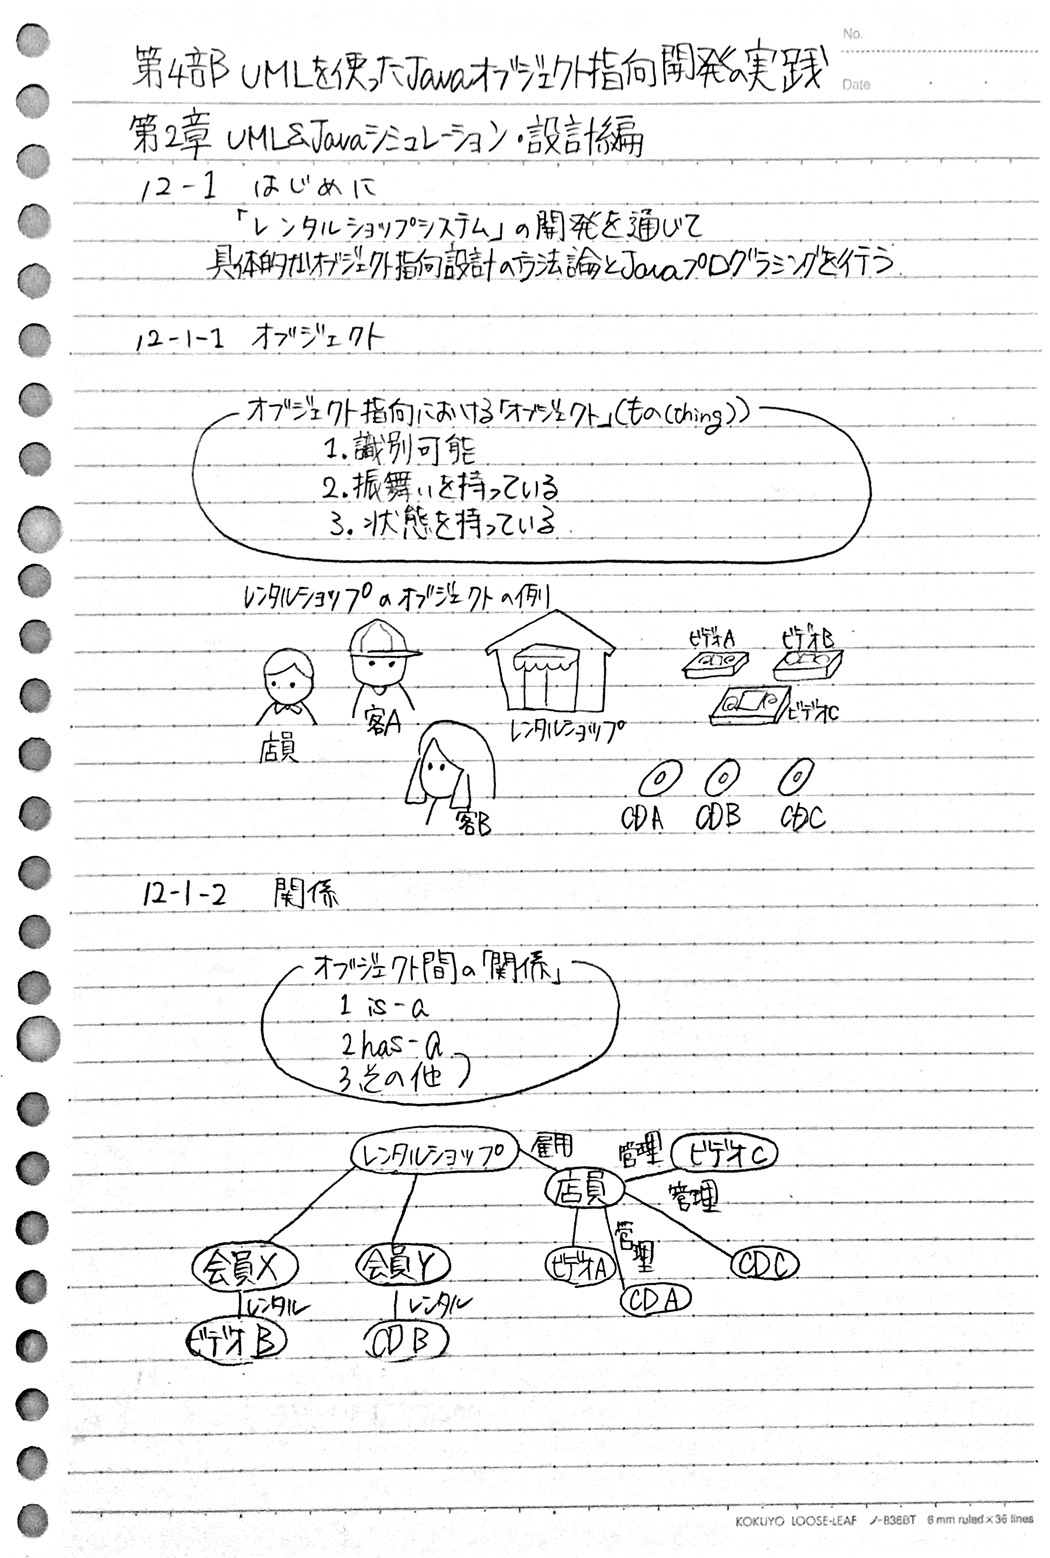 No.
Date
第4部B UMLを使ったJavaオブジェクト指向開発の実践
第2章 UML&Javaシミュレーション・設計編
12-1 はじめに
「レンタルショップシステム」の開発を通じて
具体的なオブジェクト指向設計の方法論とJavaプログラミングを行う
12-1-1 オブジェクト
オブジェクト指向における「オブジェクト」(もの(thing))
1.識別可能
2.振舞いを持っている
3.状態を持っている
レンタルショップのオブジェクトの例
ビデオA ビデオB
ビデオC
店員 客A レンタルショップ
客B CDA CDB CDC
12-1-2 関係
オブジェクト間の「関係」
1 is-a
2 has-a
3 その他
レンタルショップ 雇用 管理 ビデオC
店員 管理
管理
会員X 会員Y ビデオA CDC
レンタル レンタル CDA
ビデオB CDB
KOKUYO LOOSE-LEAF ノ-836BT 6 mm ruled×36 lines